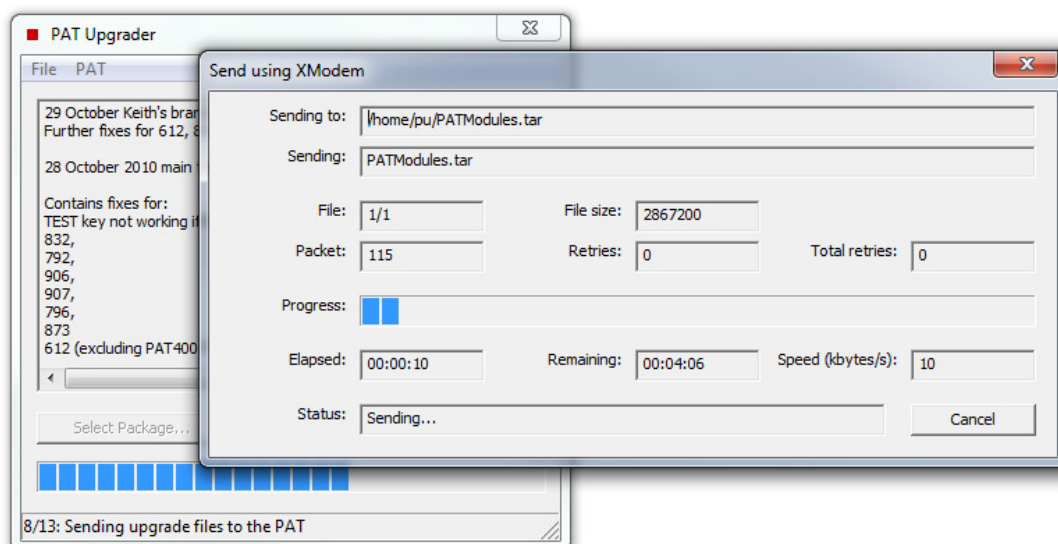 PAT Upgrader
File PAT
29 October Keith's bran
Further fixes for 612, 8
28 October 2010 main
Contains fixes for:
TEST key not working if
832,
792,
906,
907,
796,
873
612 (excluding PAT400
Select Package...
8/13: Sending upgrade files to the PAT
Send using XModem
Sending to: /home/pu/PATModules.tar
Sending: PATModules.tar
File: 1/1 File size: 2867200
Packet: 115 Retries: 0 Total retries: 0
Progress:
Elapsed: 00:00:10 Remaining: 00:04:06 Speed (kbytes/s): 10
Status: Sending... Cancel